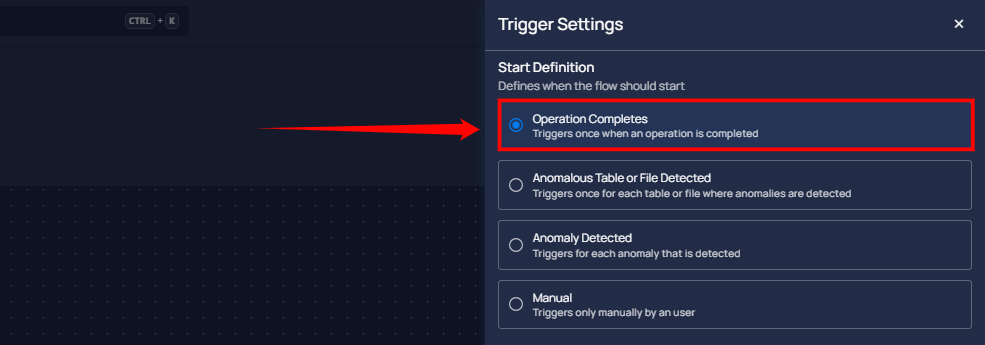 CTRL + K
Trigger Settings
Start Definition
Defines when the flow should start
Operation Completes
Triggers once when an operation is completed
Anomalous Table or File Detected
Triggers once for each table or file where anomalies are detected
Anomaly Detected
Triggers for each anomaly that is detected
Manual
Triggers only manually by an user